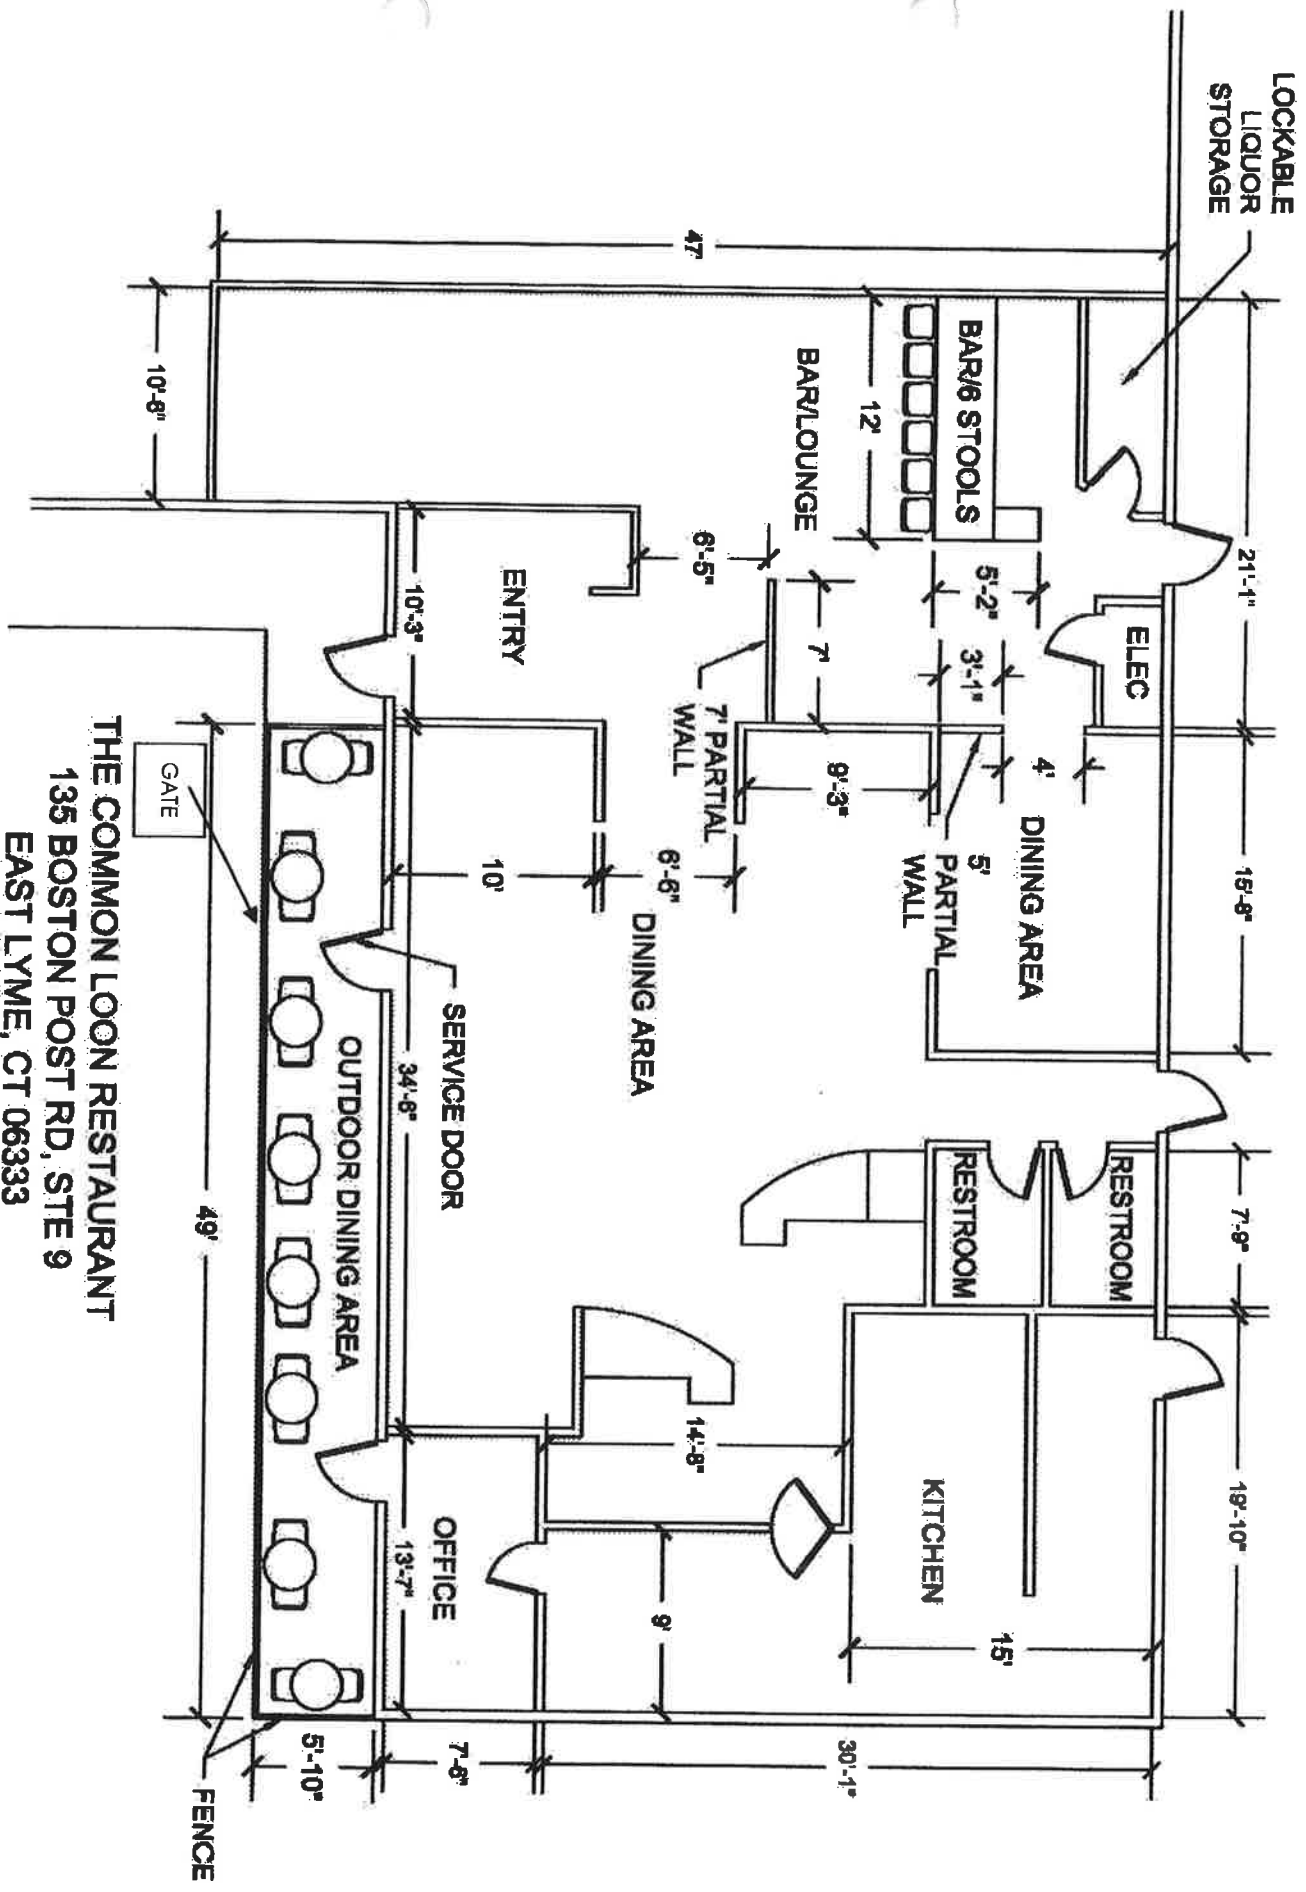 LOCKABLE
LIQUOR
STORAGE
47'
10'-8"
21'-1"
15'-8"
7'-9"
19'-10"
BAR/6 STOOLS
12'
BAR/LOUNGE
5'-2"
3'-1"
ELEC
4'
6'-5"
7'
7' PARTIAL
WALL
9'-3"
5'
PARTIAL
WALL
DINING AREA
ENTRY
10'-3"
10'
6'-6"
DINING AREA
RESTROOM
RESTROOM
KITCHEN
15'
14'-8"
9'
30'-1"
SERVICE DOOR
34'-8"
OFFICE
13'-7"
7'-6"
OUTDOOR DINING AREA
5'-10"
FENCE
49'
GATE
THE COMMON LOON RESTAURANT
135 BOSTON POST RD, STE 9
EAST LYME, CT 06333